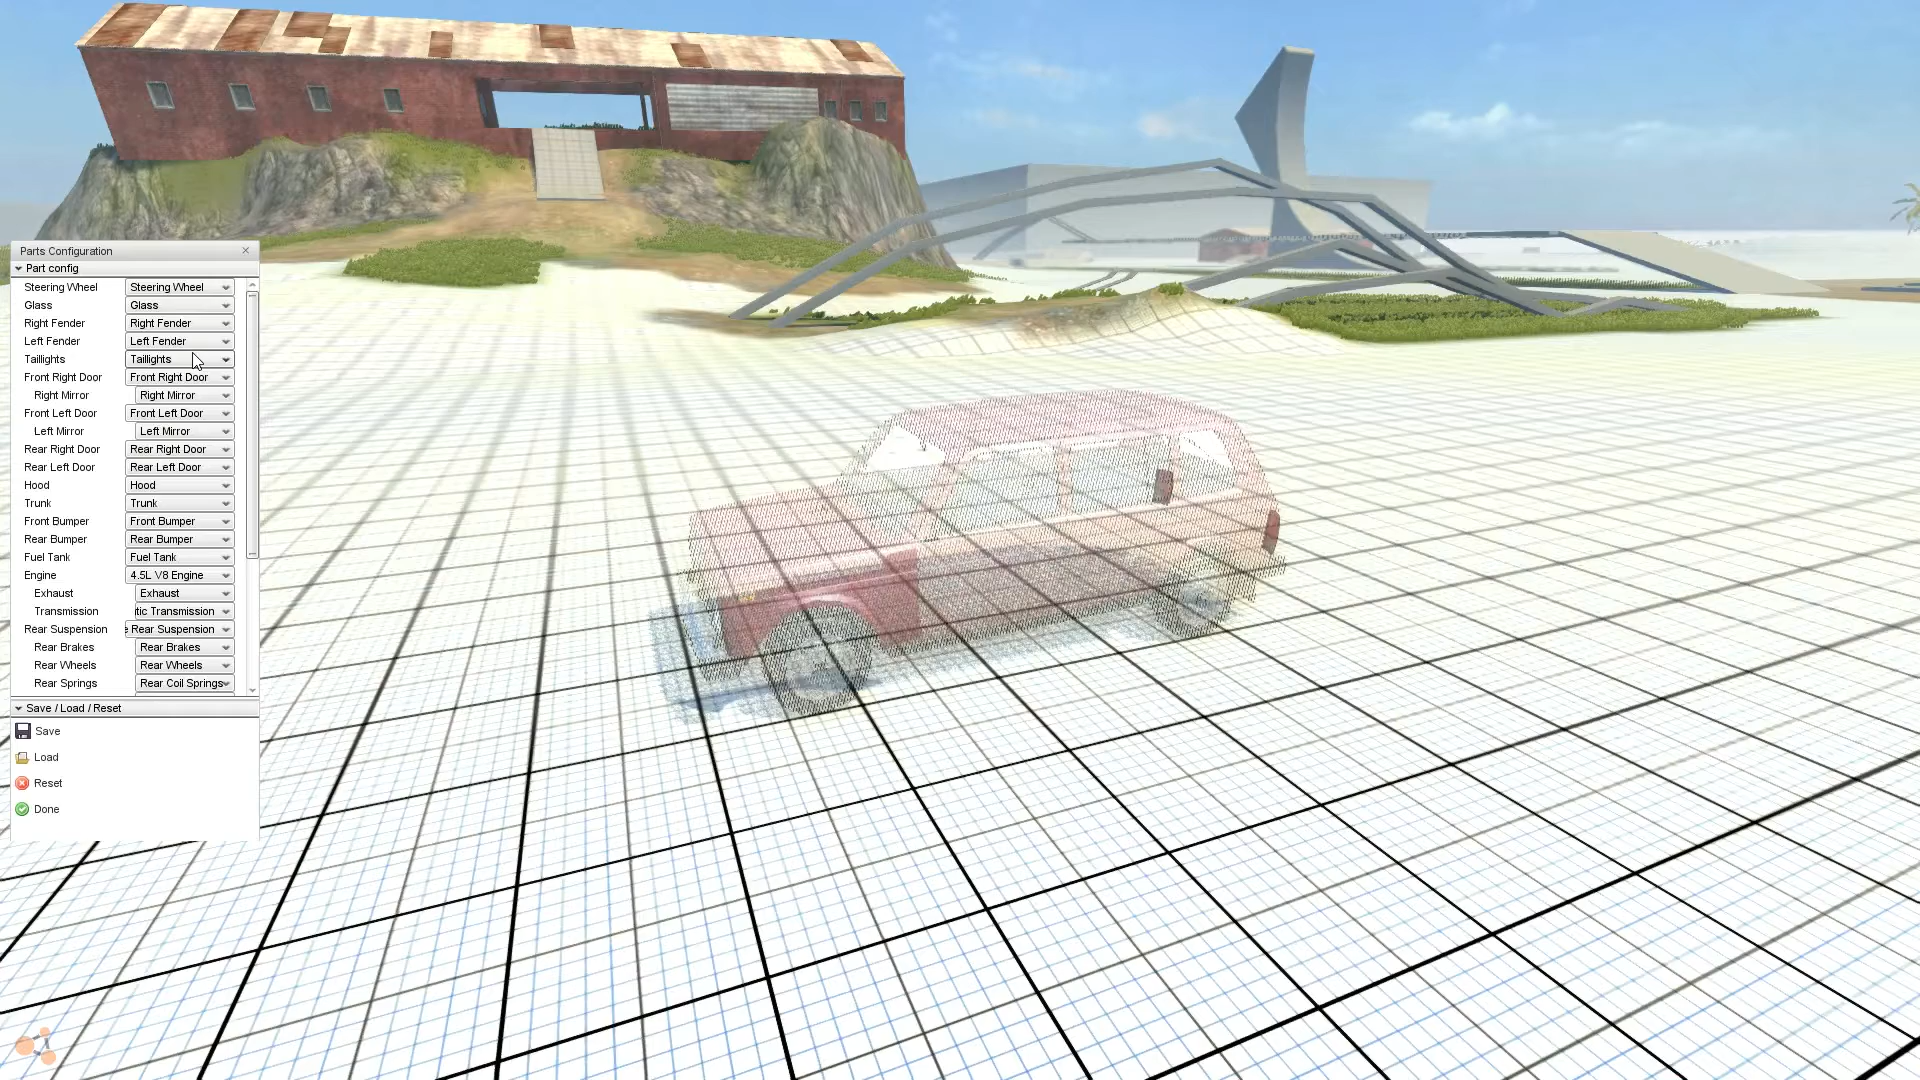 Parts Configuration
Part config
Steering Wheel Steering Wheel
Glass Glass
Right Fender Right Fender
Left Fender Left Fender
Taillights Taillights
Front Right Door Front Right Door
Right Mirror Right Mirror
Front Left Door Front Left Door
Left Mirror Left Mirror
Rear Right Door Rear Right Door
Rear Left Door Rear Left Door
Hood Hood
Trunk Trunk
Front Bumper Front Bumper
Rear Bumper Rear Bumper
Fuel Tank Fuel Tank
Engine 4.5L V8 Engine
Exhaust Exhaust
Transmission tic Transmission
Rear Suspension e Rear Suspension
Rear Brakes Rear Brakes
Rear Wheels Rear Wheels
Rear Springs Rear Coil Springs
Save / Load / Reset
Save
Load
Reset
Done